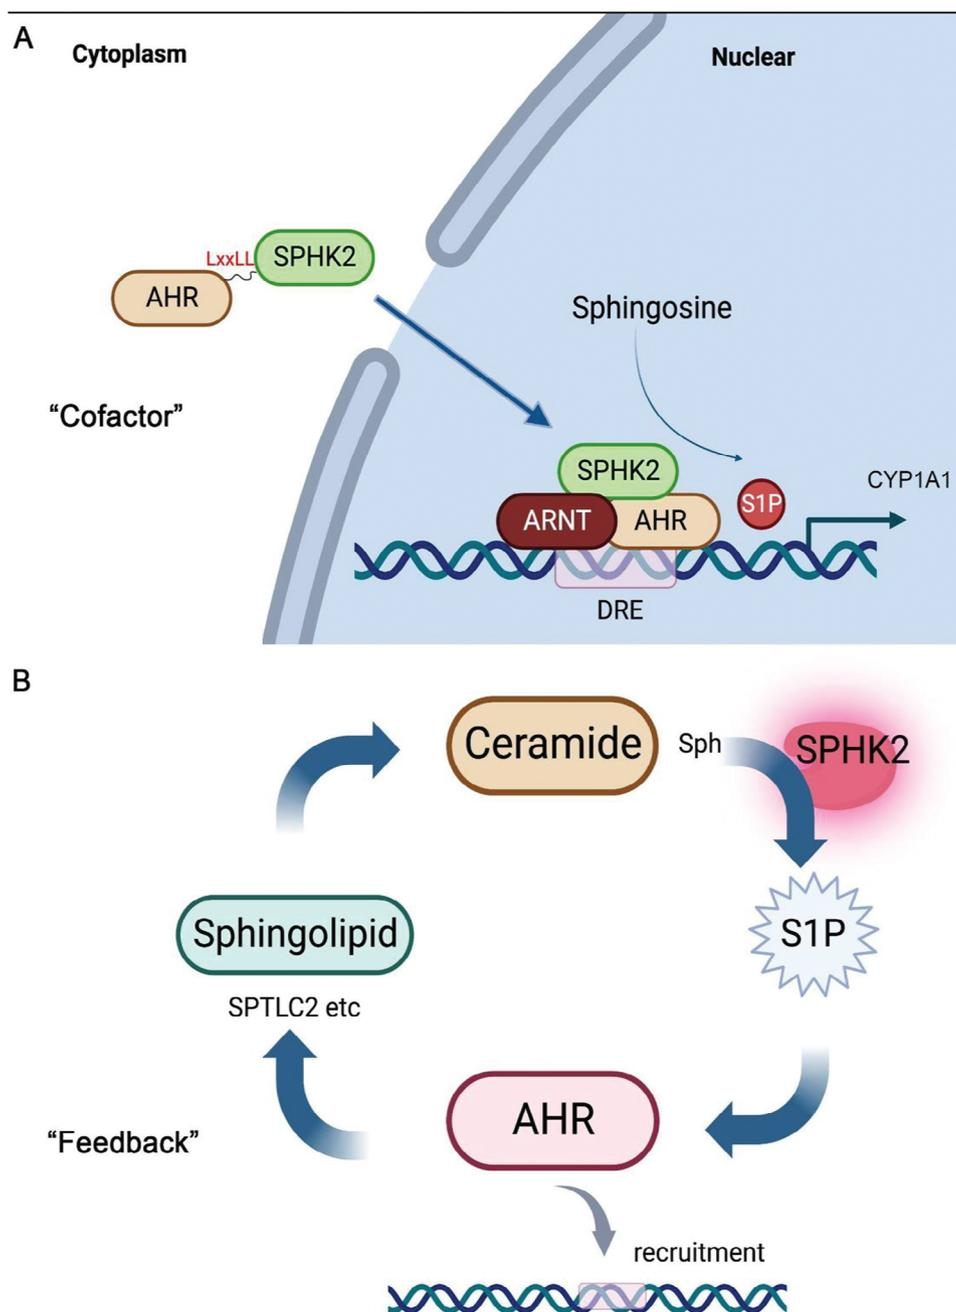 A
Cytoplasm
Nuclear
LxxLL
SPHK2
AHR
Sphingosine
“Cofactor”
SPHK2
CYP1A1
S1P
ARNT
AHR
DRE
B
Ceramide
Sph
SPHK2
Sphingolipid
S1P
SPTLC2 etc
AHR
“Feedback”
recruitment